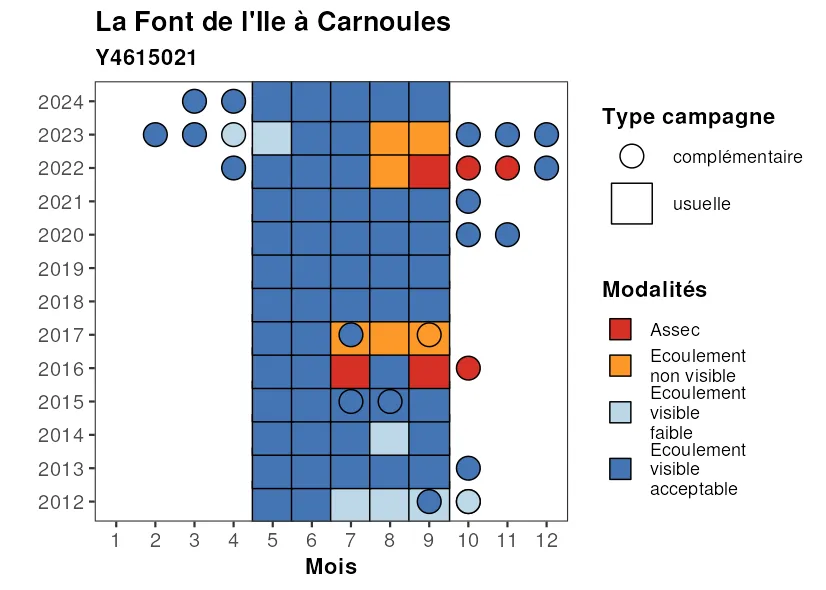 La Font de l'Ile à Carnoules
Y4615021
2024
2023
2022
2021
2020
2019
2018
2017
2016
2015
2014
2013
2012
1 2 3 4 5 6 7 8 9 10 11 12
Mois
Type campagne
complémentaire
usuelle
Modalités
Assec
Ecoulement
non visible
Ecoulement
visible
faible
Ecoulement
visible
acceptable